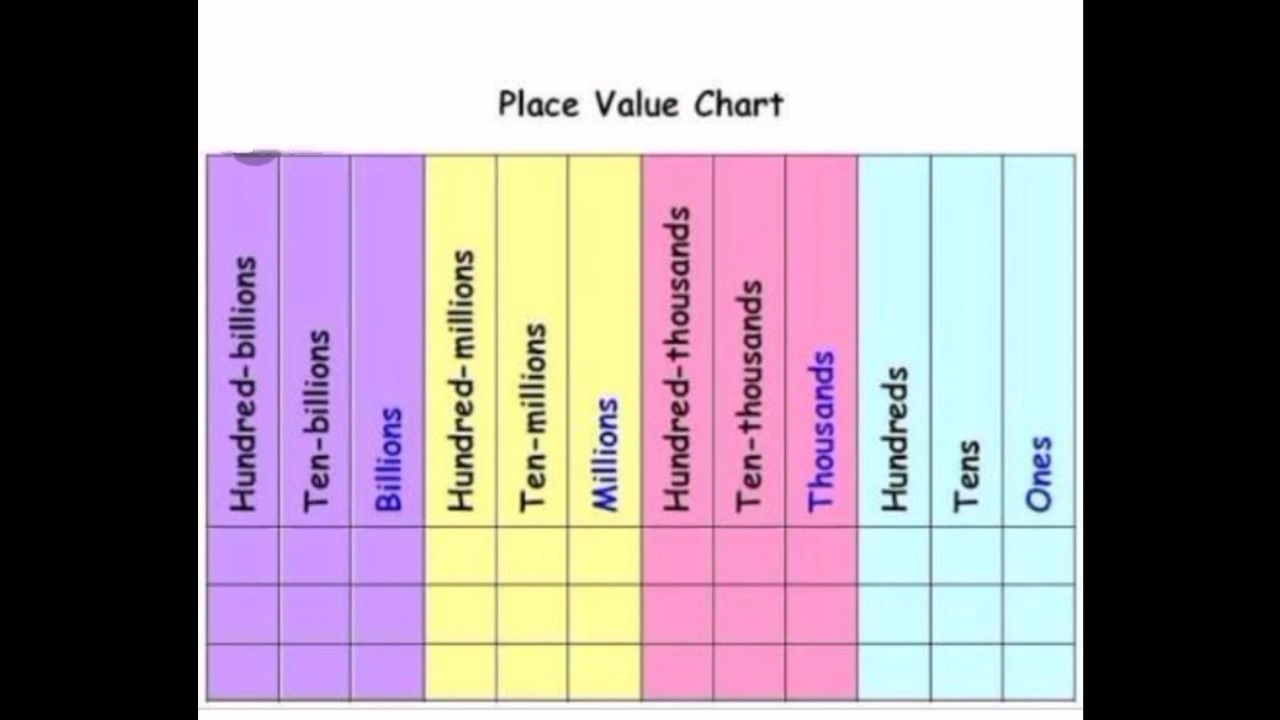 Place Value Chart
Hundred-billions
Ten-billions
Billions
Hundred-millions
Ten-millions
Millions
Hundred-thousands
Ten-thousands
Thousands
Hundreds
Tens
Ones